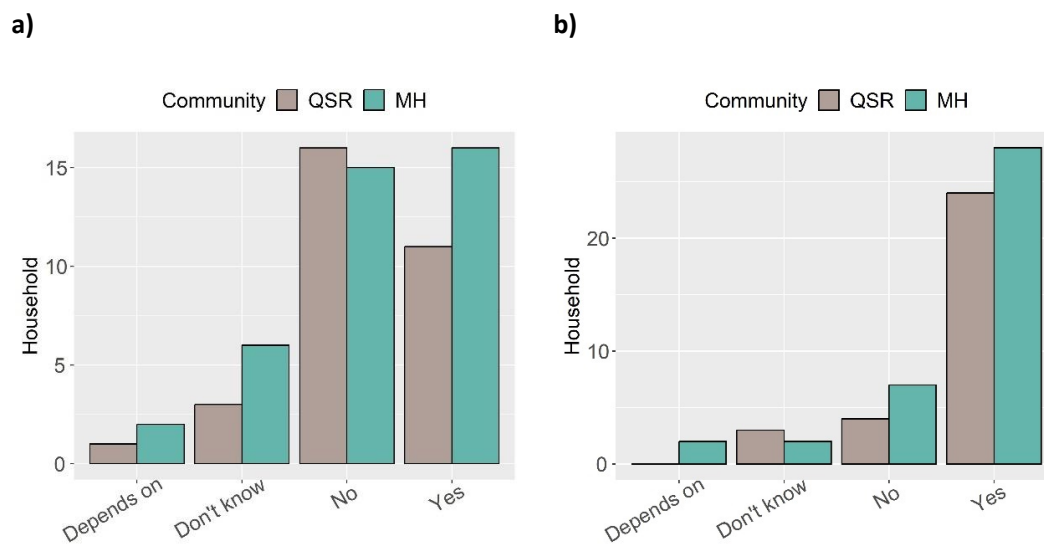 a)
Community QSR MH
15
10
5
0
Household
Depends on
Don't know
No
Yes
b)
Community QSR MH
20
10
0
Household
Depends on
Don't know
No
Yes